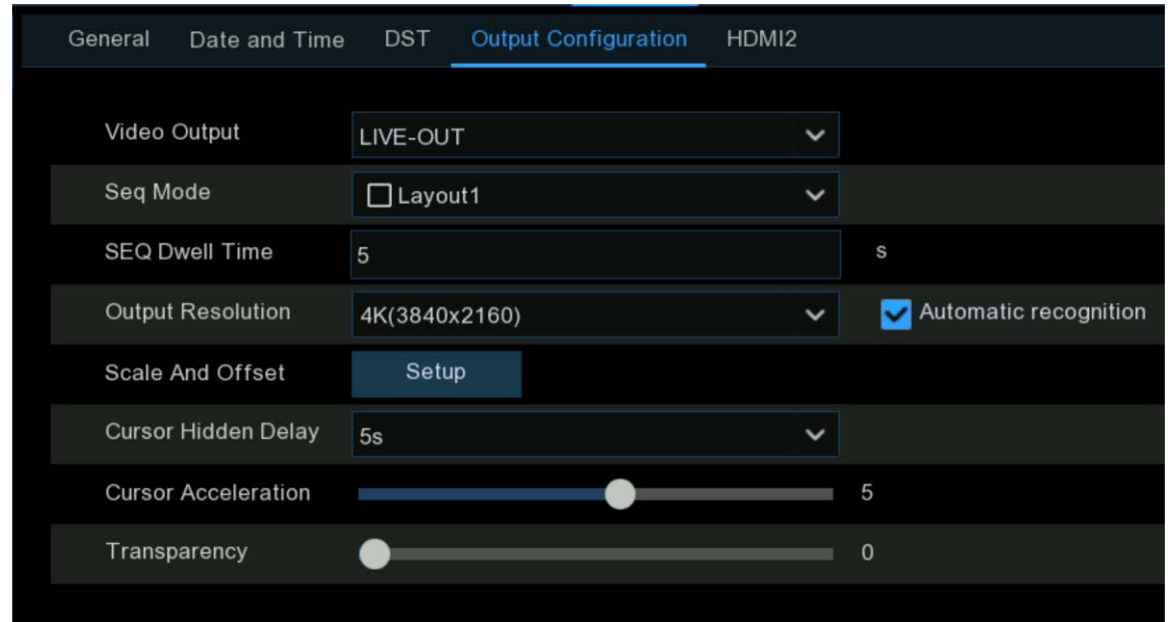 General Date and Time DST Output Configuration HDMI2
Video Output LIVE-OUT
Seq Mode Layout1
SEQ Dwell Time 5 s
Output Resolution 4K(3840x2160) Automatic recognition
Scale And Offset Setup
Cursor Hidden Delay 5s
Cursor Acceleration 5
Transparency 0